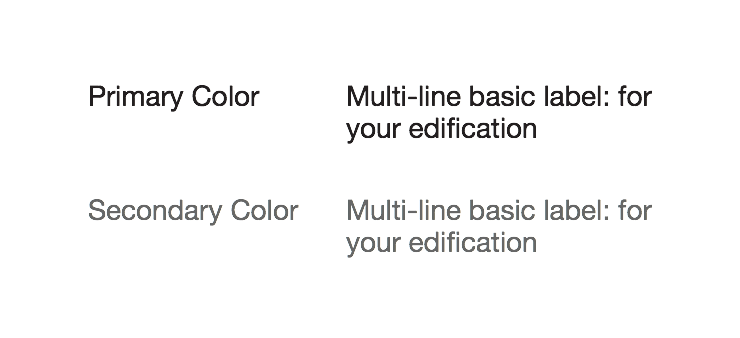 Primary Color
Multi-line basic label: for
your edification
Secondary Color
Multi-line basic label: for
your edification